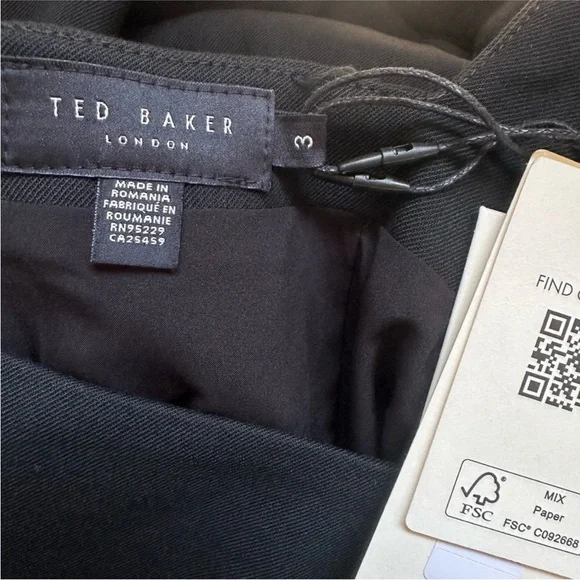 TED BAKER
LONDON
3
MADE IN
ROMANIA
FABRIQUÉ EN
ROUMANIE
RN95229
CA25459
FIND
FSC
MIX
Paper
FSC® C092668